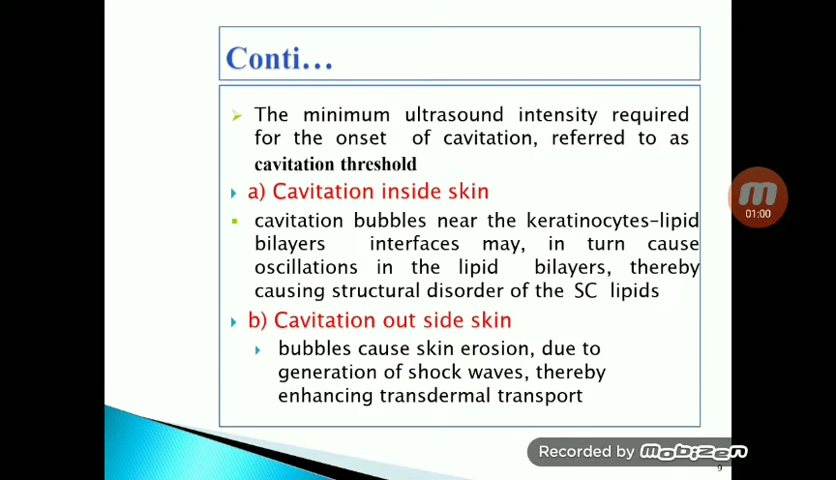 Conti...
The minimum ultrasound intensity required
for the onset of cavitation, referred to as
cavitation threshold
a) Cavitation inside skin
cavitation bubbles near the keratinocytes-lipid
bilayers interfaces may, in turn cause
oscillations in the lipid bilayers, thereby
causing structural disorder of the SC lipids
b) Cavitation out side skin
bubbles cause skin erosion, due to
generation of shock waves, thereby
enhancing transdermal transport
01:00
Recorded by mobizen
9